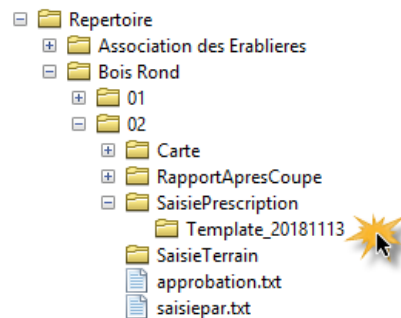 Repertoire
Association des Erablieres
Bois Rond
01
02
Carte
RapportApresCoupe
SaisiePrescription
Template_20181113
SaisieTerrain
approbation.txt
saisiepar.txt